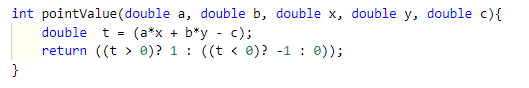 int pointValue(double a, double b, double x, double y, double c){
    double  t = (a*x + b*y - c);
    return ((t > 0)? 1 : ((t < 0)? -1 : 0));
}